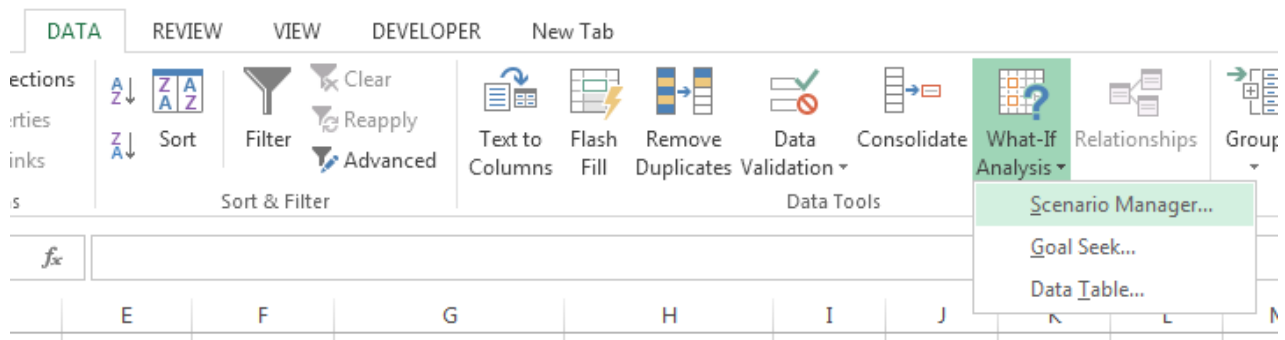 DATA REVIEW VIEW DEVELOPER New Tab
ections
erties
inks
A Z
Z A
Z A
A Z
Sort
Filter
Clear
Reapply
Advanced
Text to
Columns
Flash
Fill
Remove
Duplicates
Data
Validation
Consolidate
What-If
Analysis
Relationships
Group
s
Sort & Filter
Data Tools
Scenario Manager...
Goal Seek...
Data Table...
fx
E F G H I J